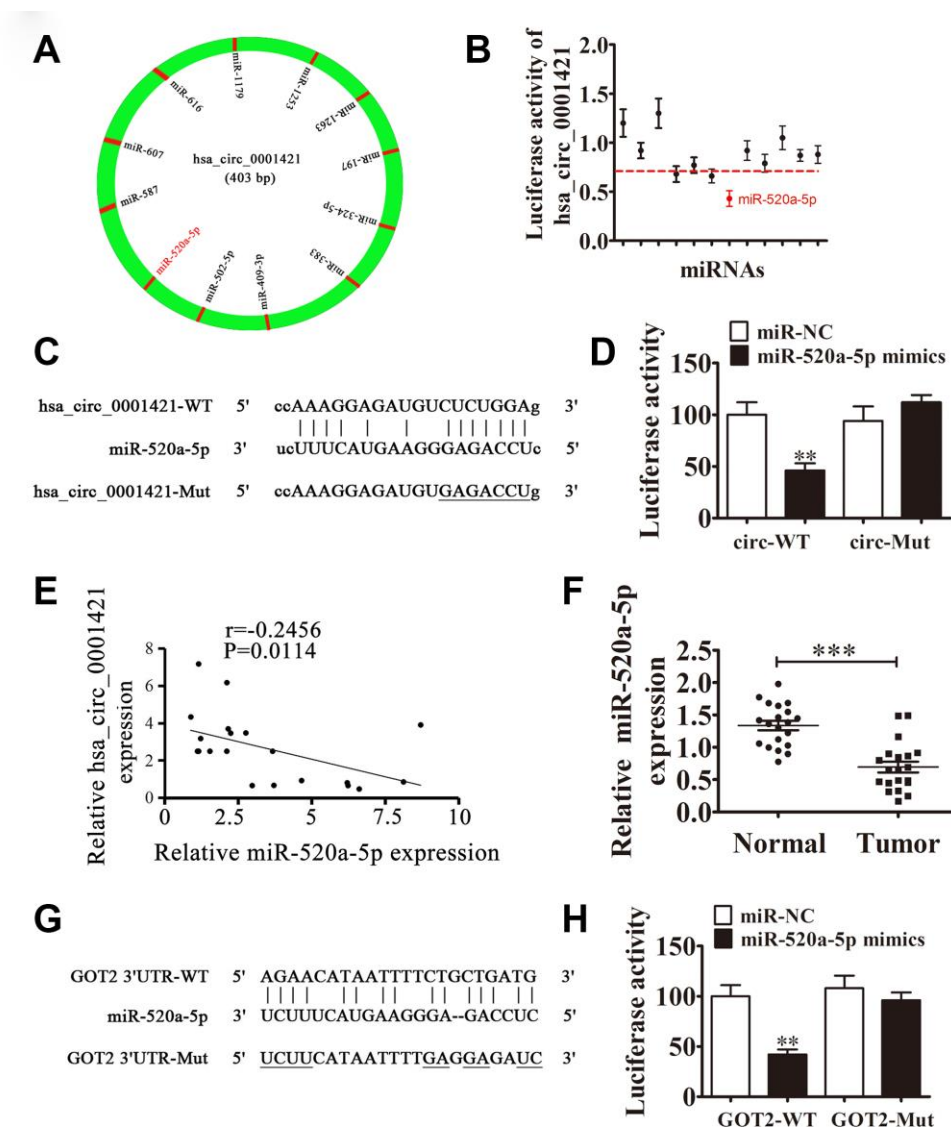 A
miR-1179
miR-1253
miR-1263
miR-197
miR-324-5p
miR-383
miR-409-3p
miR-502-5p
miR-520a-5p
miR-587
miR-607
miR-616
hsa_circ_0001421
(403 bp)
B
Luciferase activity of
hsa_circ_0001421
2.0
1.5
1.0
0.5
0.0
miR-520a-5p
miRNAs
C
hsa_circ_0001421-WT 5' ccAAAGGAGAUGUCUCUGGAg 3'
miR-520a-5p 3' ucUUUCAUGAAGGGAGACCUc 5'
hsa_circ_0001421-Mut 5' ccAAAGGAGAUGUGAGACCUg 3'
D
miR-NC
miR-520a-5p mimics
Luciferase activity
150
100
50
0
**
circ-WT circ-Mut
E
r=-0.2456
P=0.0114
Relative hsa_circ_0001421
expression
8
6
4
2
0
0 2.5 5 7.5 10
Relative miR-520a-5p expression
F
Relative miR-520a-5p
expression
2.5
2.0
1.5
1.0
0.5
0.0
***
Normal Tumor
G
GOT2 3'UTR-WT 5' AGAACATAATTTTCTGCTGATG 3'
miR-520a-5p 3' UCUUUCAUGAAGGGA--GACCUC 5'
GOT2 3'UTR-Mut 5' UCUUCATAATTTTGAGGAGAUC 3'
H
miR-NC
miR-520a-5p mimics
Luciferase activity
150
100
50
0
**
GOT2-WT GOT2-Mut